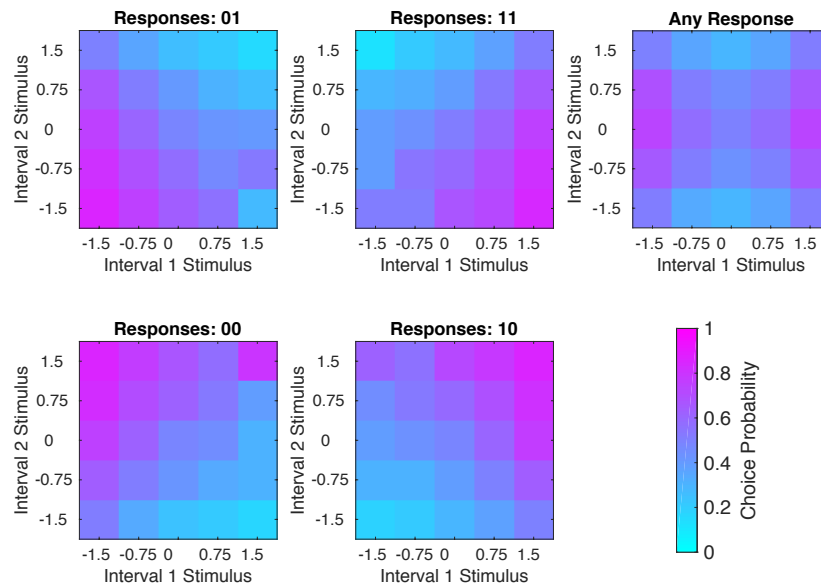 Responses: 01
Interval 2 Stimulus
1.5
0.75
0
-0.75
-1.5
-1.5 -0.75 0 0.75 1.5
Interval 1 Stimulus
Responses: 11
Interval 2 Stimulus
1.5
0.75
0
-0.75
-1.5
-1.5 -0.75 0 0.75 1.5
Interval 1 Stimulus
Any Response
Interval 2 Stimulus
1.5
0.75
0
-0.75
-1.5
-1.5 -0.75 0 0.75 1.5
Interval 1 Stimulus
Responses: 00
Interval 2 Stimulus
1.5
0.75
0
-0.75
-1.5
-1.5 -0.75 0 0.75 1.5
Interval 1 Stimulus
Responses: 10
Interval 2 Stimulus
1.5
0.75
0
-0.75
-1.5
-1.5 -0.75 0 0.75 1.5
Interval 1 Stimulus
1
0.8
0.6
0.4
0.2
0
Choice Probability